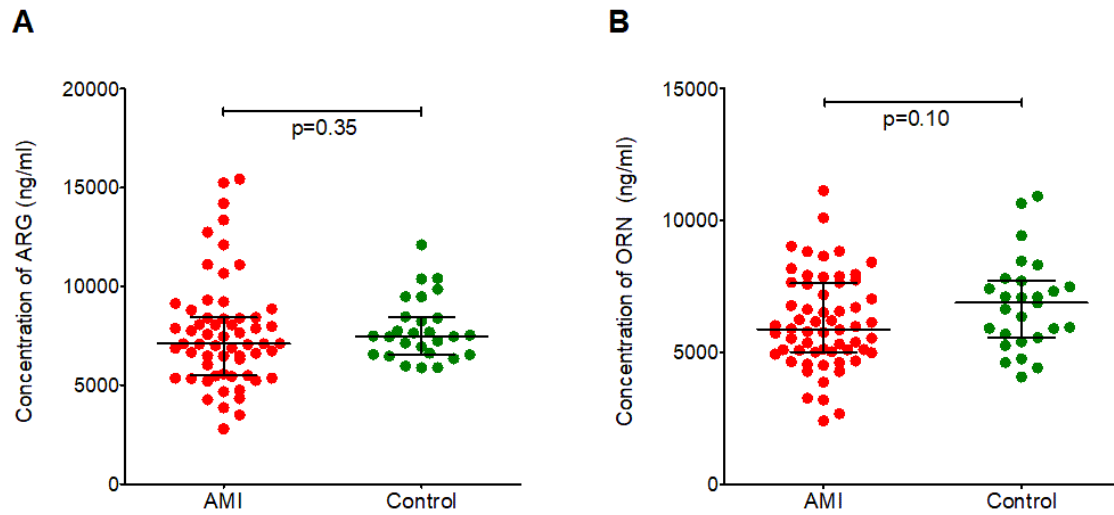 A
Concentration of ARG (ng/ml)
20000
15000
10000
5000
0
p=0.35
AMI
Control
B
Concentration of ORN (ng/ml)
15000
10000
5000
0
p=0.10
AMI
Control